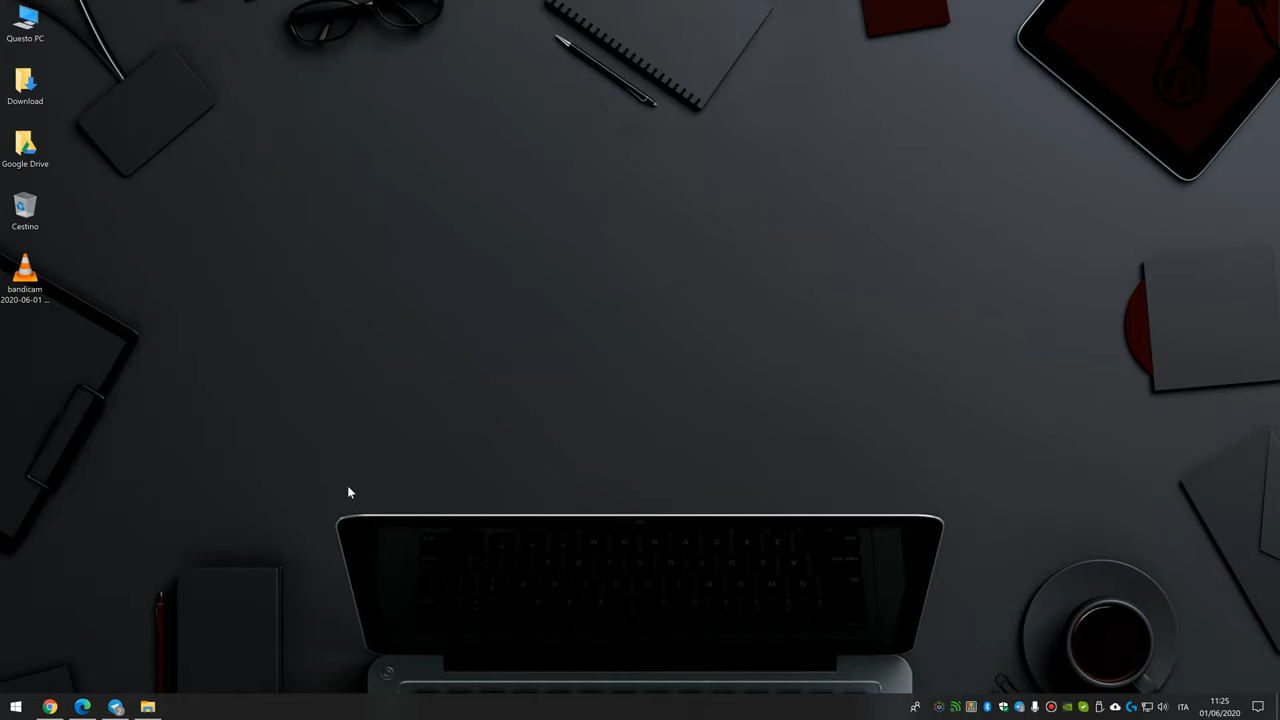 Questo PC
Download
Google Drive
Cestino
bandicam
2020-06-01 ...
ITA
11:25
01/06/2020